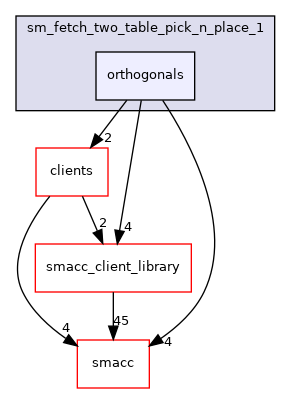 sm_fetch_two_table_pick_n_place_1
orthogonals
2
clients
2
4
smacc_client_library
4
45
4
smacc